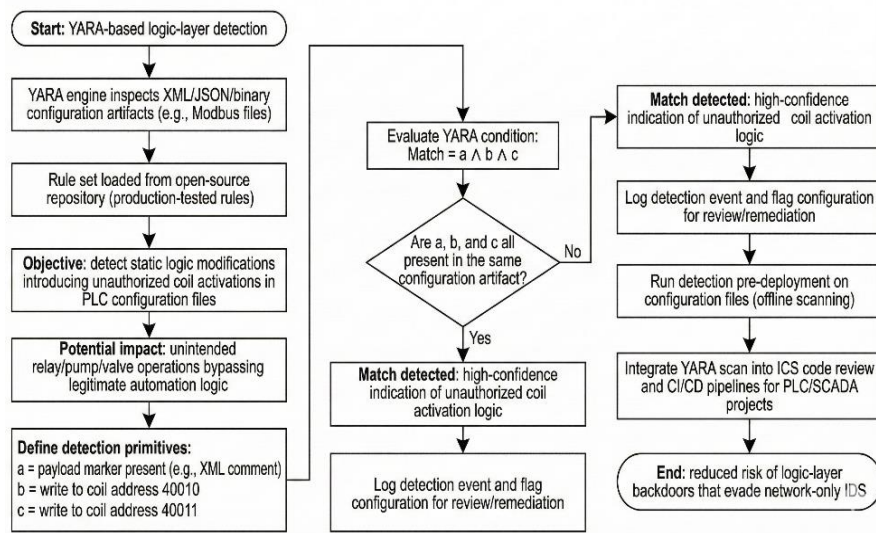 Start: YARA-based logic-layer detection
YARA engine inspects XML/JSON/binary
configuration artifacts (e.g., Modbus files)
Rule set loaded from open-source
repository (production-tested rules)
Objective: detect static logic modifications
introducing unauthorized coil activations in
PLC configuration files
Potential impact: unintended
relay/pump/valve operations bypassing
legitimate automation logic
Define detection primitives:
a = payload marker present (e.g., XML comment)
b = write to coil address 40010
c = write to coil address 40011
Evaluate YARA condition:
Match = a ∧ b ∧ c
Are a, b, and c all
present in the same
configuration artifact?
No
Yes
Match detected: high-confidence
indication of unauthorized coil
activation logic
Log detection event and flag
configuration for review/remediation
Match detected: high-confidence
indication of unauthorized coil activation
logic
Log detection event and flag configuration
for review/remediation
Run detection pre-deployment on
configuration files (offline scanning)
Integrate YARA scan into ICS code review
and CI/CD pipelines for PLC/SCADA
projects
End: reduced risk of logic-layer
backdoors that evade network-only IDS